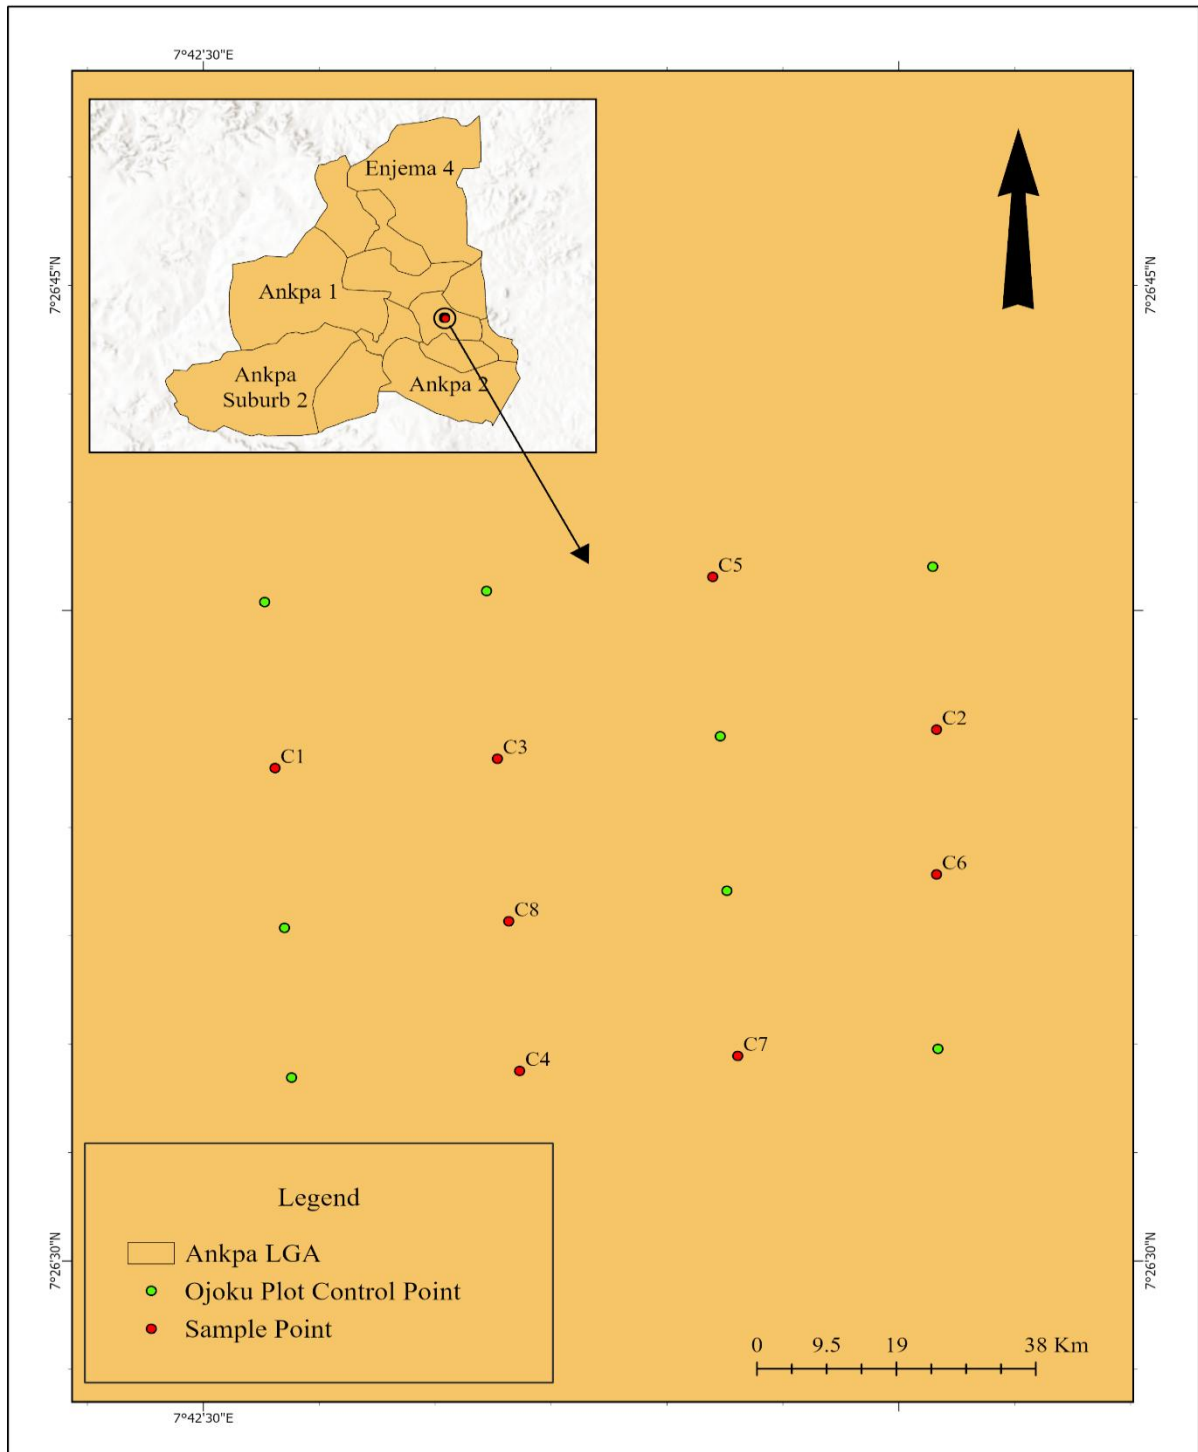 7°42'30"E
Enjema 4
7°26'45"N
7°26'45"N
Ankpa 1
Ankpa
Suburb 2
Ankpa 2
C5
C2
C1
C3
C6
C8
C4
C7
Legend
Ankpa LGA
Ojoku Plot Control Point
Sample Point
7°26'30"N
7°26'30"N
0 9.5 19 38 Km
7°42'30"E